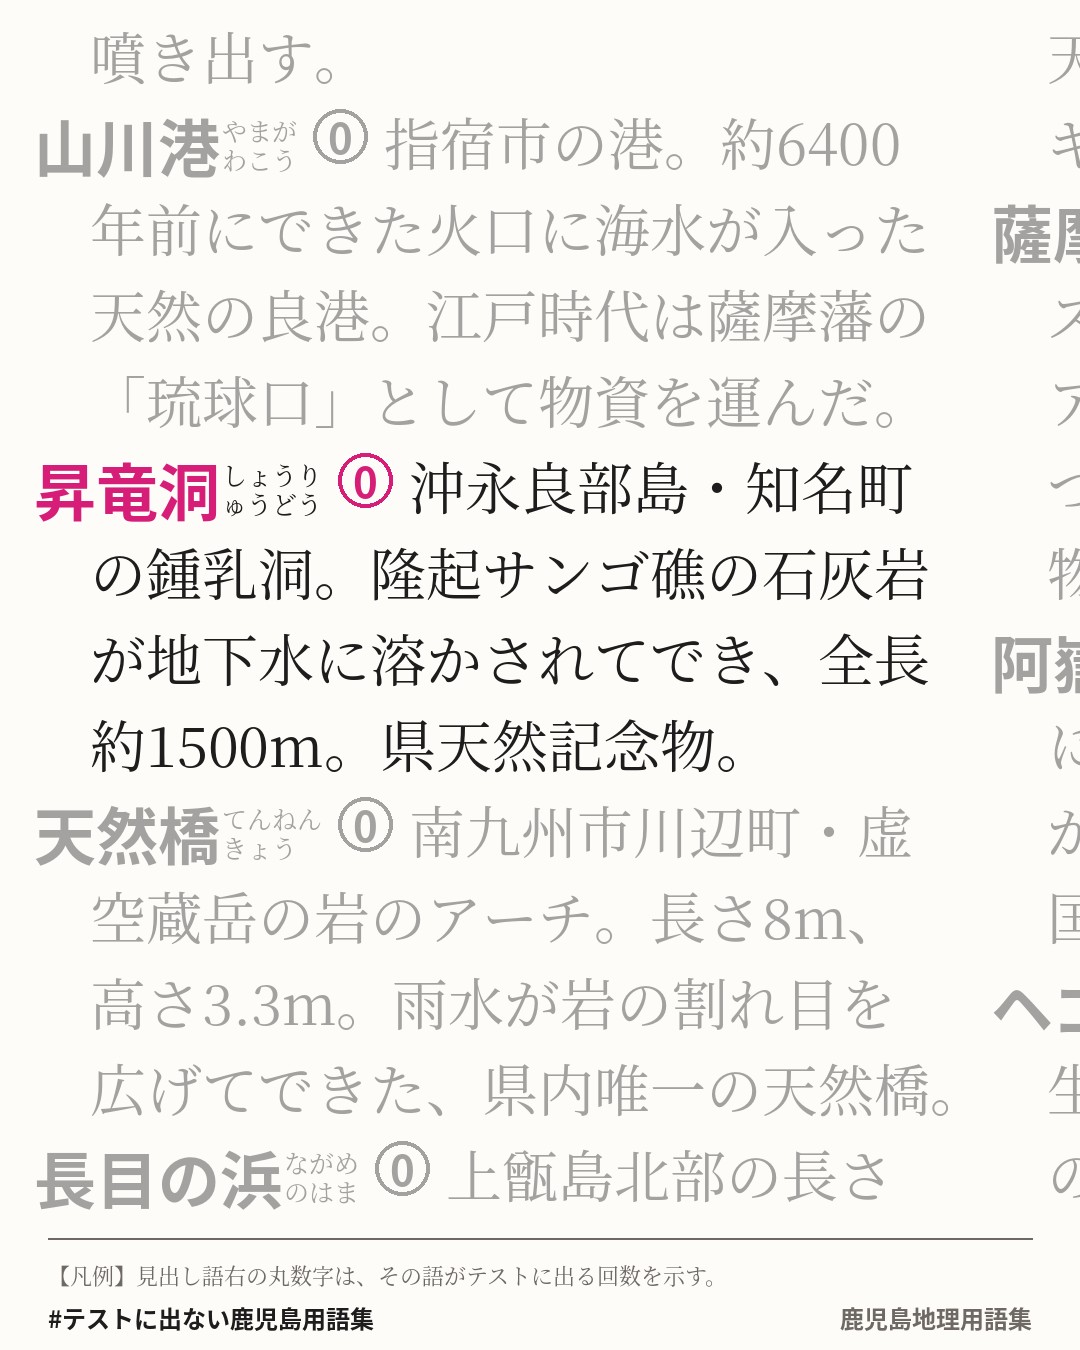 噴き出す。
山川港 やまがわこう ⓪ 指宿市の港。約6400
年前にできた火口に海水が入った
天然の良港。江戸時代は薩摩藩の
「琉球口」として物資を運んだ。
昇竜洞 しょうりゅうどう ⓪ 沖永良部島・知名町
の鍾乳洞。隆起サンゴ礁の石灰岩
が地下水に溶かされてでき、全長
約1500m。県天然記念物。
天然橋 てんねんきょう ⓪ 南九州市川辺町・虚
空蔵岳の岩のアーチ。長さ8m、
高さ3.3m。雨水が岩の割れ目を
広げてできた、県内唯一の天然橋。
長目の浜 ながめのはま ⓪ 上甑島北部の長さ
【凡例】見出し語右の丸数字は、その語がテストに出る回数を示す。
#テストに出ない鹿児島用語集
鹿児島地理用語集